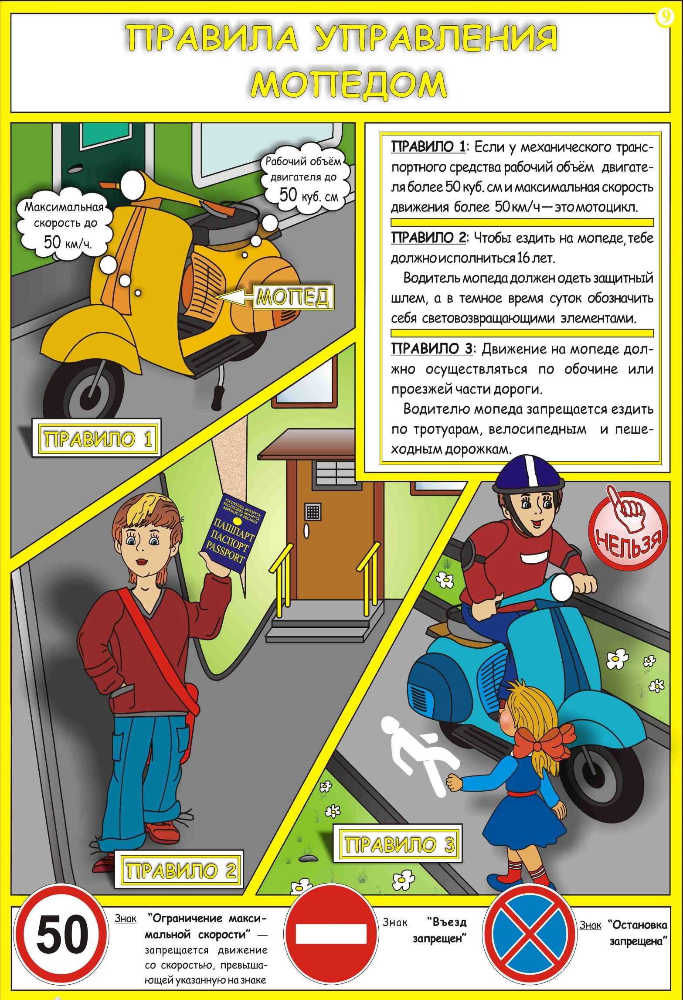 9
ПРАВИЛА УПРАВЛЕНИЯ
МОПЕДОМ
Максимальная
скорость до
50 км/ч.
Рабочий объём
двигателя до
50 куб. см
МОПЕД
ПРАВИЛО 1
ПРАВИЛО 1: Если у механического транс-
портного средства рабочий объём двигате-
ля более 50 куб. см и максимальная скорость
движения более 50 км/ч — это мотоцикл.
ПРАВИЛО 2: Чтобы ездить на мопеде, тебе
должно исполниться 16 лет.
Водитель мопеда должен одеть защитный
шлем, а в темное время суток обозначить
себя световозвращающими элементами.
ПРАВИЛО 3: Движение на мопеде дол-
жно осуществляться по обочине или
проезжей части дороги.
Водителю мопеда запрещается ездить
по тротуарам, велосипедным и пеше-
ходным дорожкам.
РЭСПУБЛІКА БЕЛАРУСЬ
РЕСПУБЛИКА БЕЛАРУСЬ
REPUBLIC OF BELARUS
ПАШПАРТ
ПАСПОРТ
PASSPORT
НЕЛЬЗЯ
ПРАВИЛО 2
ПРАВИЛО 3
50
Знак "Ограничение макси-
мальной скорости" —
запрещается движение
со скоростью, превыша-
ющей указанную на знаке
Знак "Въезд
запрещен"
Знак "Остановка
запрещена"